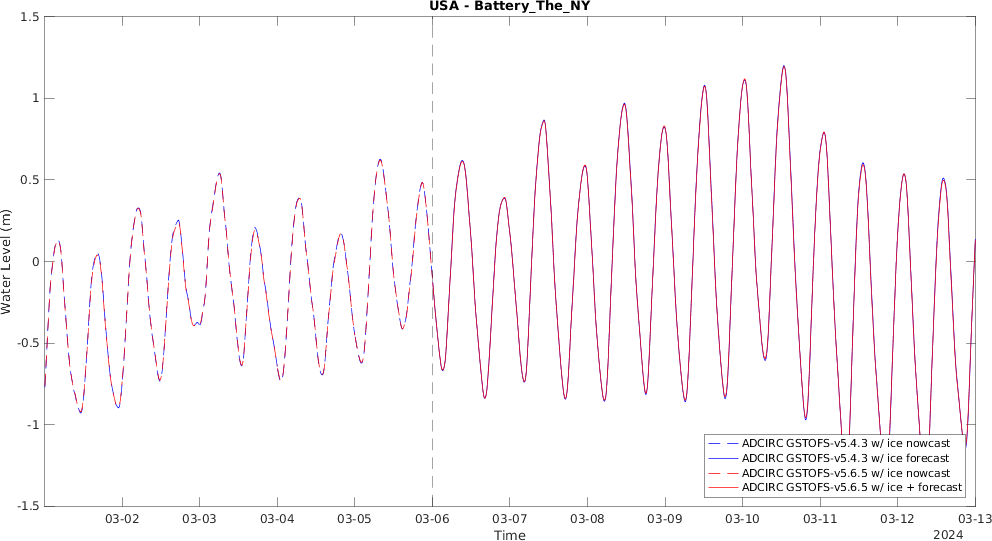 USA - Battery_The_NY
Water Level (m)
1.5
1
0.5
0
-0.5
-1
-1.5
ADCIRC GSTOFS-v5.4.3 w/ ice nowcast
ADCIRC GSTOFS-v5.4.3 w/ ice forecast
ADCIRC GSTOFS-v5.6.5 w/ ice nowcast
ADCIRC GSTOFS-v5.6.5 w/ ice + forecast
03-02 03-03 03-04 03-05 03-06 03-07 03-08 03-09 03-10 03-11 03-12 03-13
Time
2024